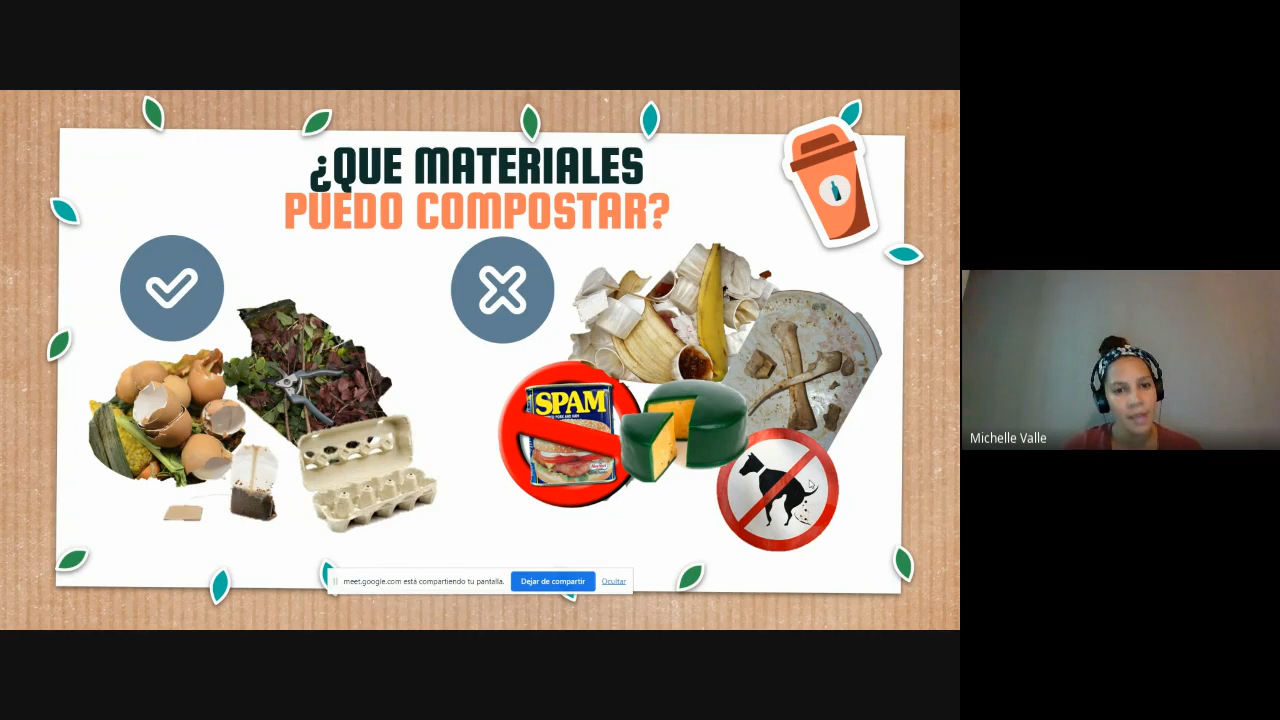 ¿QUE MATERIALES
PUEDO COMPOSTAR?
SPAM
Michelle Valle
meet.google.com está compartiendo tu pantalla.
Dejar de compartir
Ocultar